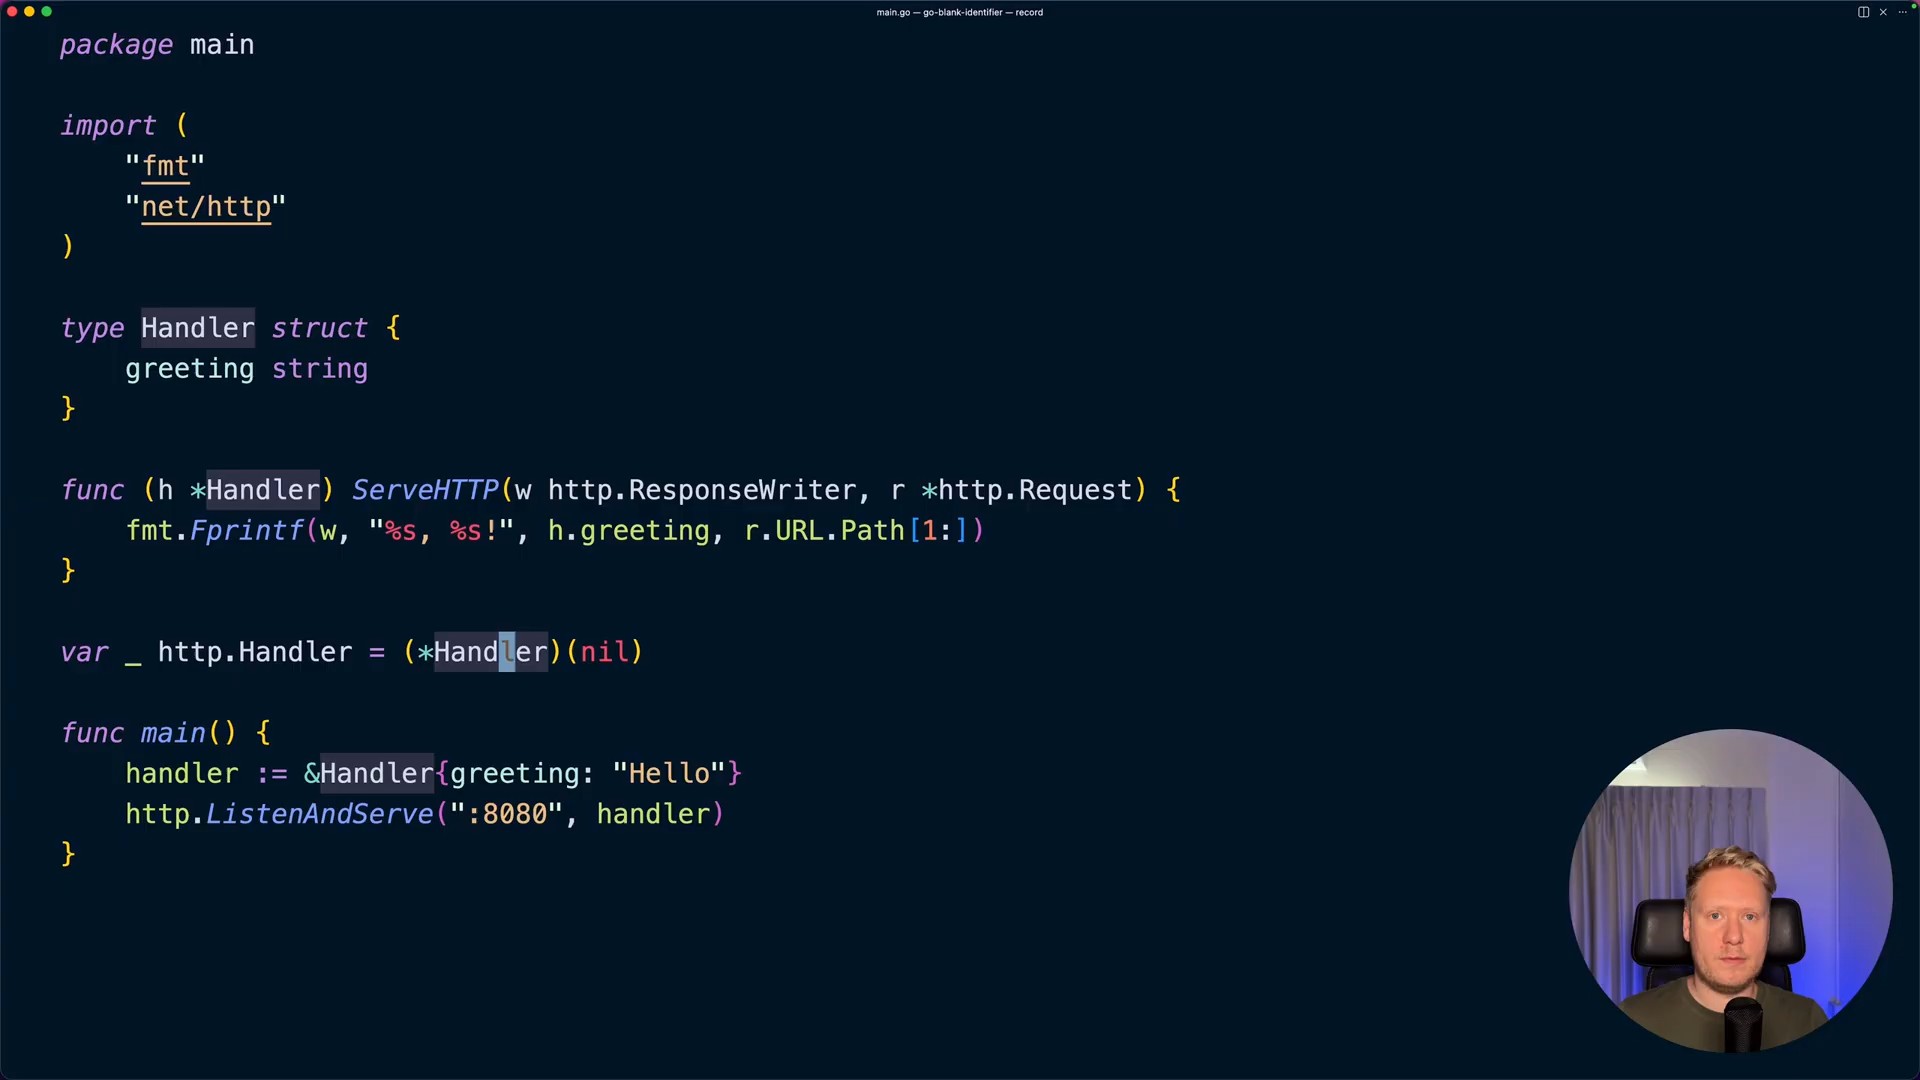 main.go — go-blank-identifier — record
package main
import (
"fmt"
"net/http"
)
type Handler struct {
greeting string
}
func (h *Handler) ServeHTTP(w http.ResponseWriter, r *http.Request) {
fmt.Fprintf(w, "%s, %s!", h.greeting, r.URL.Path[1:])
}
var _ http.Handler = (*Handler)(nil)
func main() {
handler := &Handler{greeting: "Hello"}
http.ListenAndServe(":8080", handler)
}